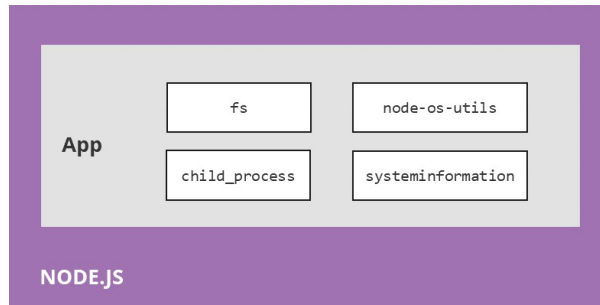 fs
node-os-utils
App
child_process
systeminformation
NODE.JS